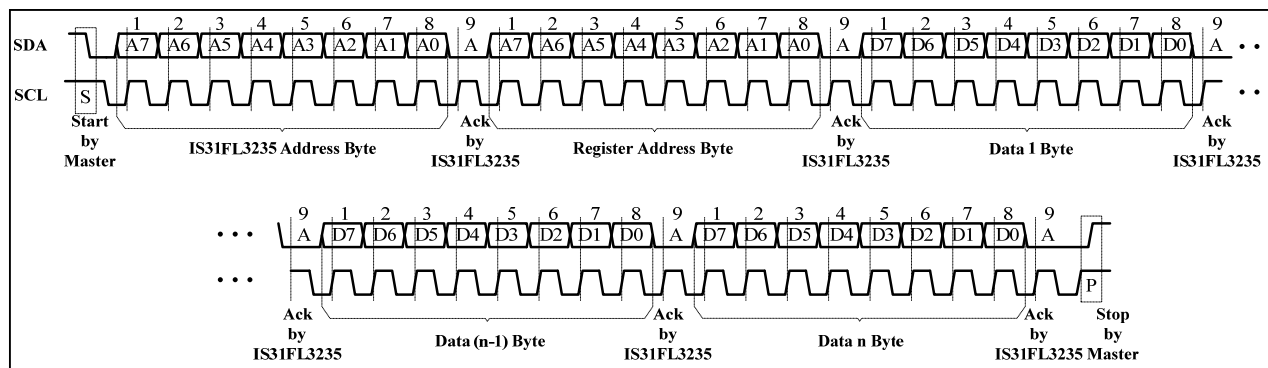 1 2 3 4 5 6 7 8 9 1 2 3 4 5 6 7 8 9 1 2 3 4 5 6 7 8 9
SDA A7 A6 A5 A4 A3 A2 A1 A0 A A7 A6 A5 A4 A3 A2 A1 A0 A D7 D6 D5 D4 D3 D2 D1 D0 A
SCL S
Start by Master
IS31FL3235 Address Byte
Ack by IS31FL3235
Register Address Byte
Ack by IS31FL3235
Data 1 Byte
Ack by IS31FL3235
9 1 2 3 4 5 6 7 8 9 1 2 3 4 5 6 7 8 9
A D7 D6 D5 D4 D3 D2 D1 D0 A D7 D6 D5 D4 D3 D2 D1 D0 A
P
Ack by IS31FL3235
Data (n-1) Byte
Ack by IS31FL3235
Data n Byte
Ack by IS31FL3235
Stop by Master